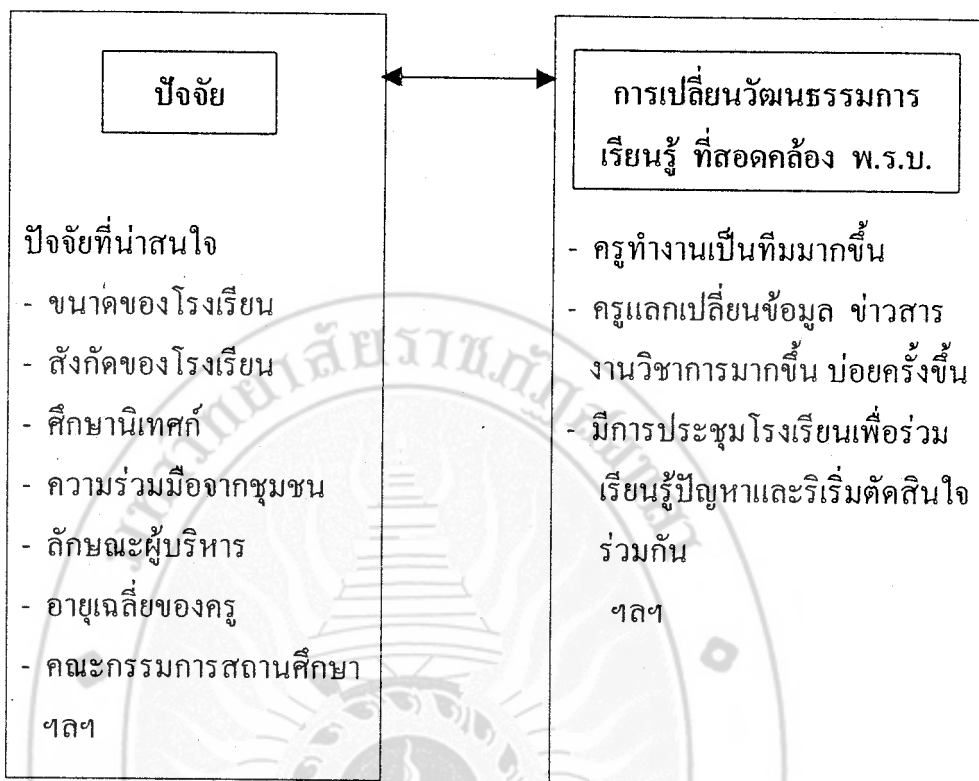 ปัจจัย
ปัจจัยที่น่าสนใจ
- ขนาดของโรงเรียน
- สังกัดของโรงเรียน
- ศึกษานิเทศก์
- ความร่วมมือจากชุมชน
- ลักษณะผู้บริหาร
- อายุเฉลี่ยของครู
- คณะกรรมการสถานศึกษา
ฯลฯ
การเปลี่ยนวัฒนธรรมการ
เรียนรู้ ที่สอดคล้อง พ.ร.บ.
- ครูทำงานเป็นทีมมากขึ้น
- ครูแลกเปลี่ยนข้อมูล ข่าวสาร
งานวิชาการมากขึ้น บ่อยครั้งขึ้น
- มีการประชุมโรงเรียนเพื่อร่วม
เรียนรู้ปัญหาและริเริ่มตัดสินใจ
ร่วมกัน
ฯลฯ